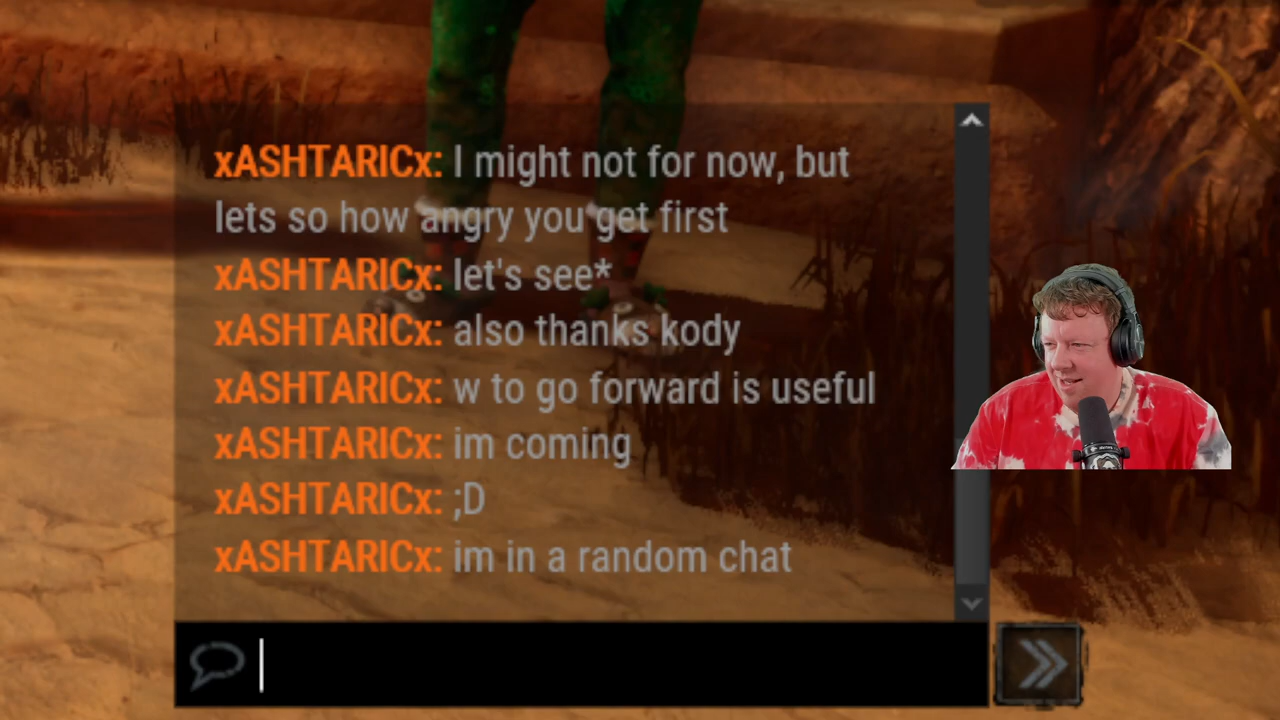 xASHTARICx: I might not for now, but
lets so how angry you get first
xASHTARICx: let's see*
xASHTARICx: also thanks kody
xASHTARICx: w to go forward is useful
xASHTARICx: im coming
xASHTARICx: ;D
xASHTARICx: im in a random chat